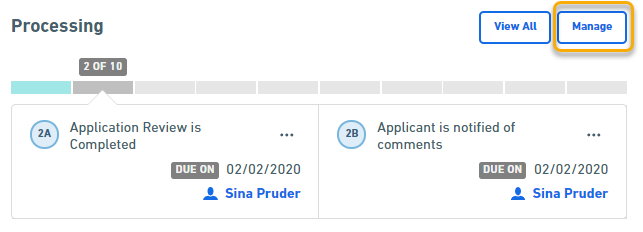 Processing
View All
Manage
2 OF 10
2A
Application Review is
Completed
DUE ON 02/02/2020
Sina Pruder
2B
Applicant is notified of
comments
DUE ON 02/02/2020
Sina Pruder